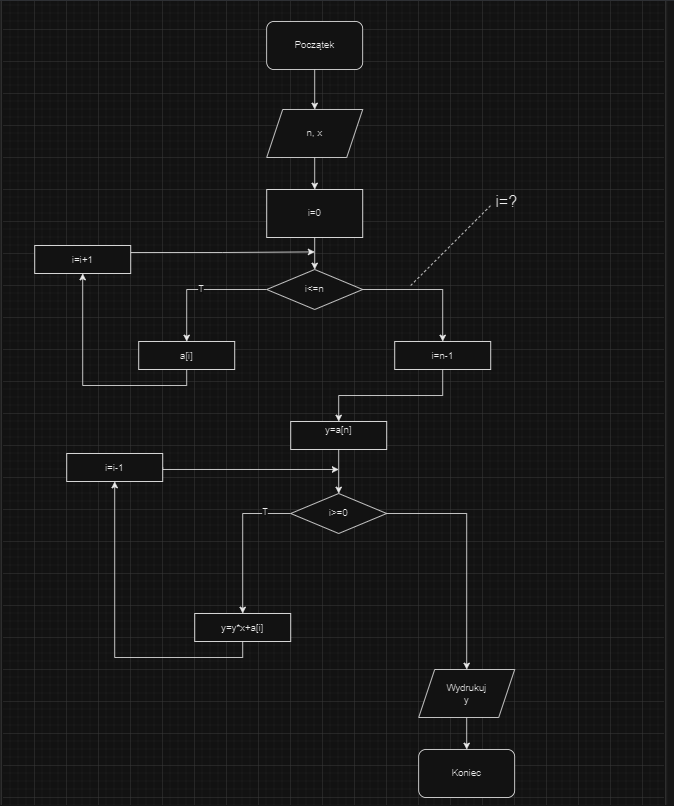 Początek
n, x
i=0
i=?
i=i+1
T
i<=n
a[i]
i=n-1
y=a[n]
i=i-1
T
i>=0
y=y*x+a[i]
Wydrukuj
y
Koniec